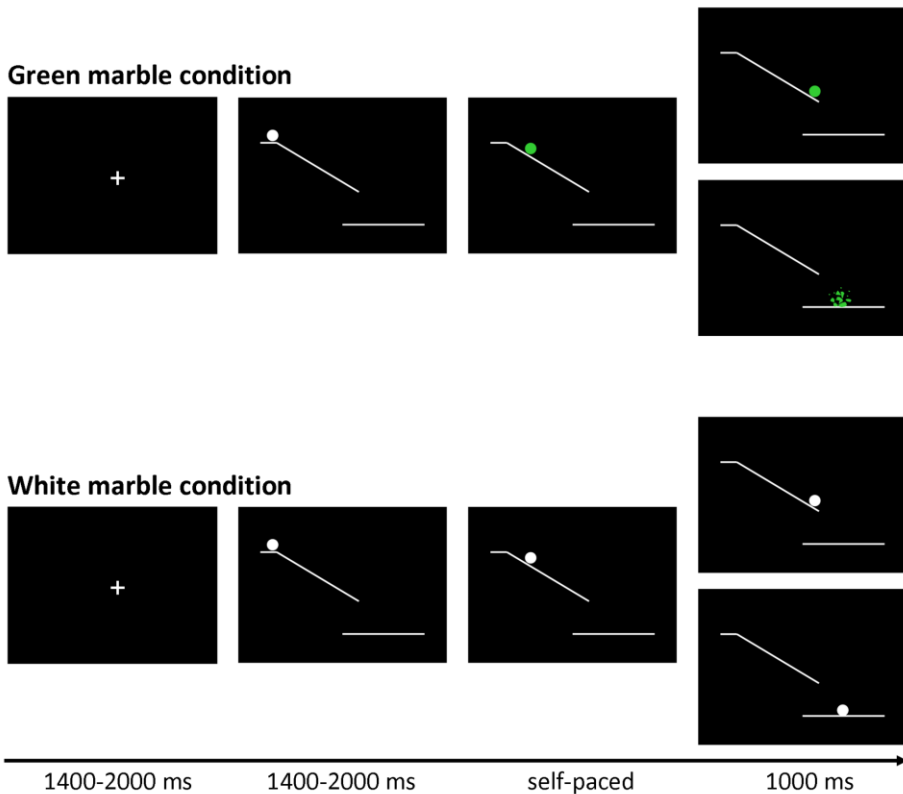 Green marble condition
White marble condition
1400-2000 ms
1400-2000 ms
self-paced
1000 ms